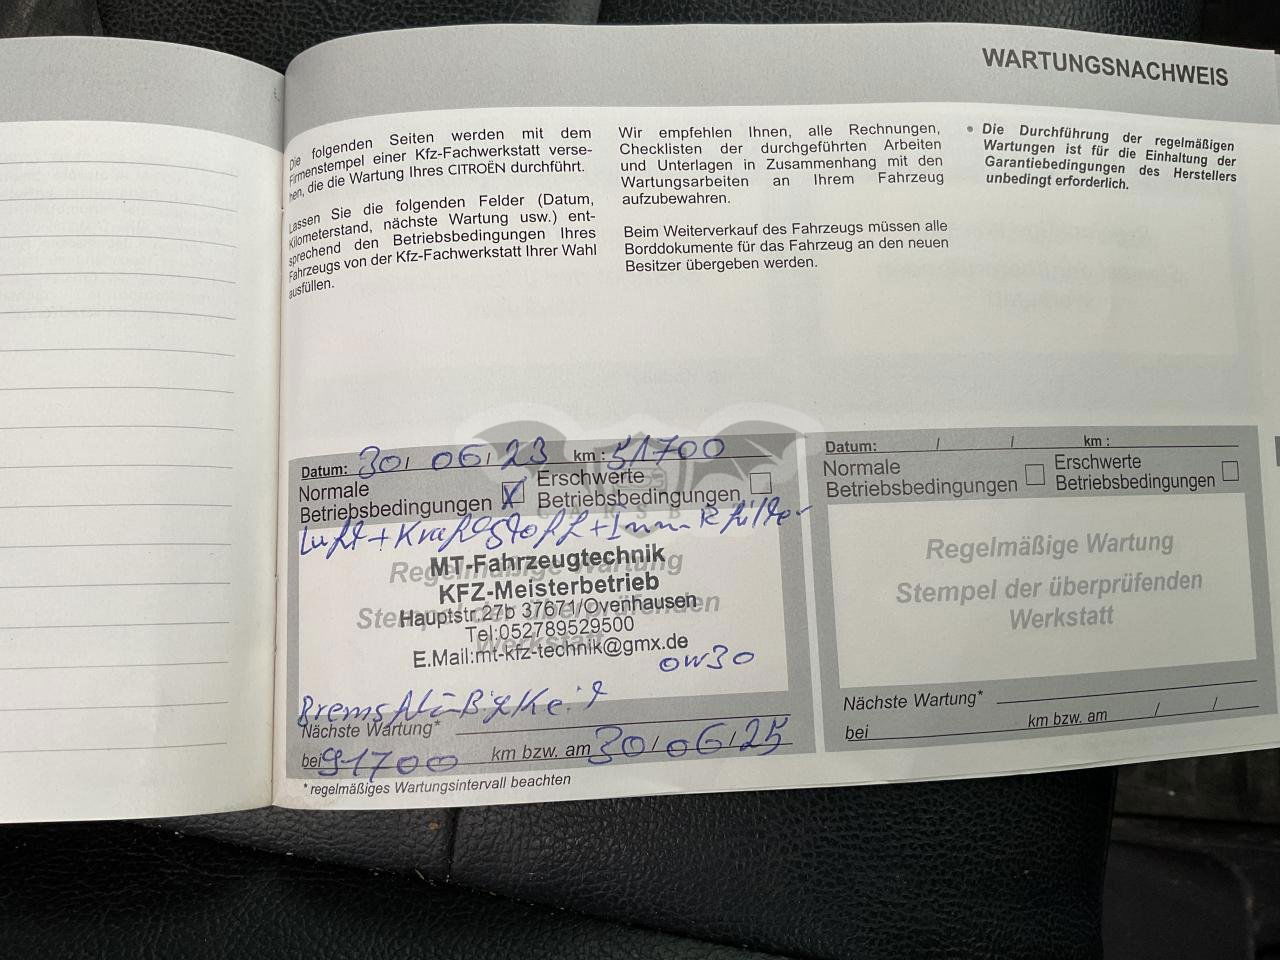 WARTUNGSNACHWEIS
Die folgenden Seiten werden mit dem
Firmenstempel einer Kfz-Fachwerkstatt verse-
hen, die die Wartung Ihres CITROËN durchführt.
Lassen Sie die folgenden Felder (Datum,
Kilometerstand, nächste Wartung usw.) ent-
sprechend den Betriebsbedingungen Ihres
Fahrzeugs von der Kfz-Fachwerkstatt Ihrer Wahl
ausfüllen.
Wir empfehlen Ihnen, alle Rechnungen,
Checklisten der durchgeführten Arbeiten
und Unterlagen in Zusammenhang mit den
Wartungsarbeiten an Ihrem Fahrzeug
aufzubewahren.
Beim Weiterverkauf des Fahrzeugs müssen alle
Borddokumente für das Fahrzeug an den neuen
Besitzer übergeben werden.
• Die Durchführung der regelmäßigen
Wartungen ist für die Einhaltung der
Garantiebedingungen des Herstellers
unbedingt erforderlich.
Datum: 30/ 06/ 23 km : 51700
Normale
Betriebsbedingungen
Erschwerte
Betriebsbedingungen
Luft+Kraftstoff+Innenr filter
Regelmäßige Wartung
Stempel der überprüfenden
Werkstatt
MT-Fahrzeugtechnik
KFZ-Meisterbetrieb
Hauptstr.27b 37671/Ovenhausen
Tel:052789529500
E.Mail:mt-kfz-technik@gmx.de
0W30
Bremsflüßigkeit
Nächste Wartung*
bei 91700 km bzw. am 30/06/25
*regelmäßiges Wartungsintervall beachten
Datum: / / km :
Normale
Betriebsbedingungen
Erschwerte
Betriebsbedingungen
Regelmäßige Wartung
Stempel der überprüfenden
Werkstatt
Nächste Wartung*
bei km bzw. am / /